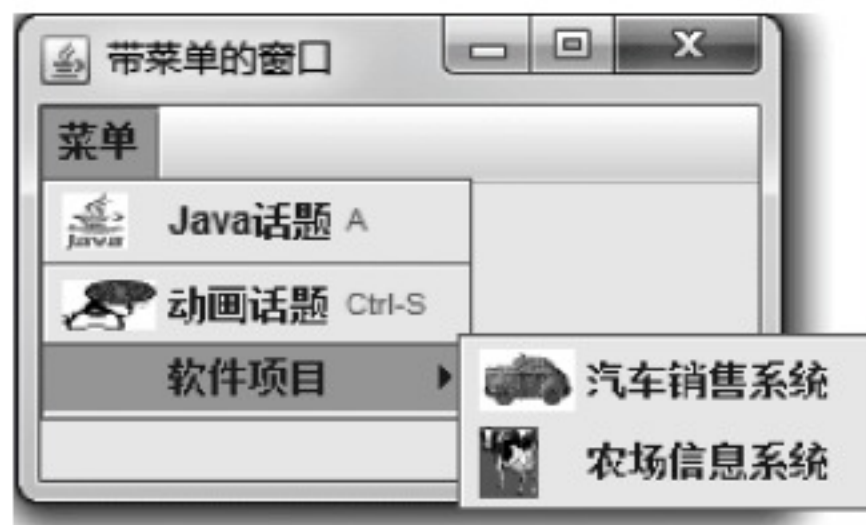 带菜单的窗口
菜单
Java
Java话题 A
动画话题 Ctrl-S
软件项目
汽车销售系统
农场信息系统